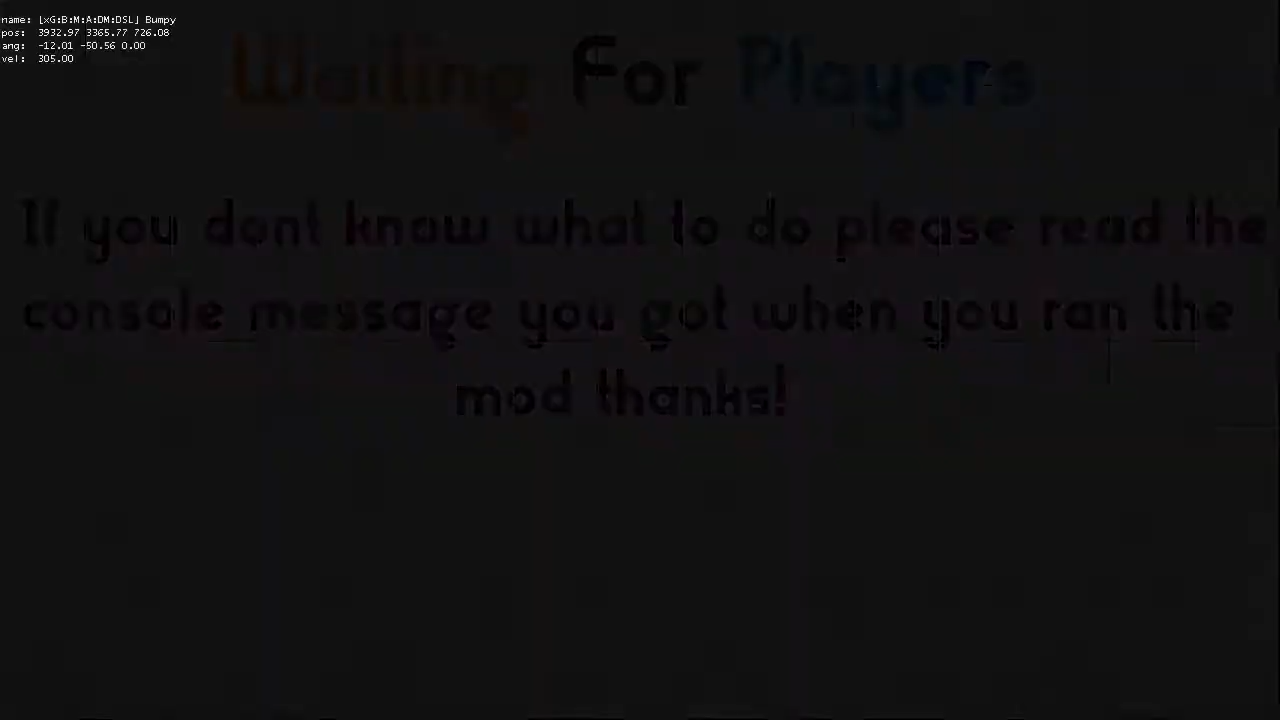 name: [xG:B:M:A:DM:DSL] Bumpy
pos: 3932.97 3365.77 726.08
ang: -12.01 -50.56 0.00
vel: 305.00
Waiting For Players
If you dont know what to do please read the
console message you got when you ran the
mod thanks!